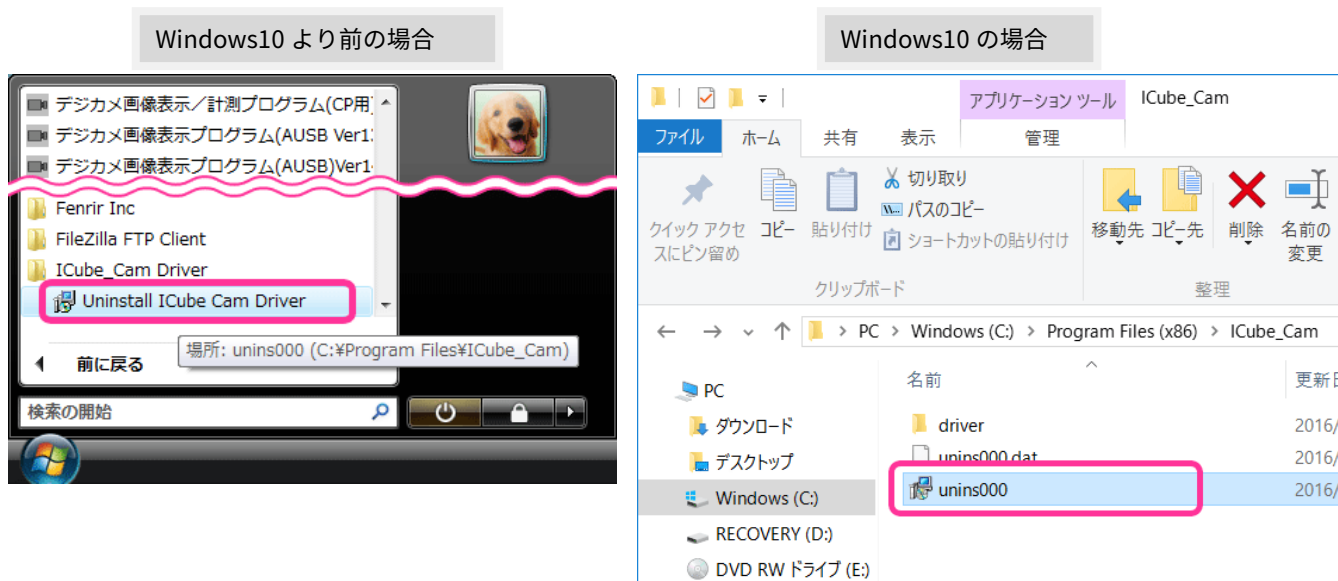 Windows10 より前の場合
デジカメ画像表示／計測プログラム(CP用)
デジカメ画像表示プログラム(AUSB Ver1
デジカメ画像表示プログラム(AUSB)Ver1
Fenrir Inc
FileZilla FTP Client
ICube_Cam Driver
Uninstall ICube Cam Driver
場所: unins000 (C:¥Program Files¥ICube_Cam)
前に戻る
検索の開始
Windows10 の場合
アプリケーション ツール
ICube_Cam
ファイル
ホーム
共有
表示
管理
クイック アクセ
スにピン留め
コピー
貼り付け
切り取り
パスのコピー
ショートカットの貼り付け
クリップボード
移動先
コピー先
削除
名前の
変更
整理
PC > Windows (C:) > Program Files (x86) > ICube_Cam
名前
更新日
PC
ダウンロード
デスクトップ
Windows (C:)
RECOVERY (D:)
DVD RW ドライブ (E:)
driver
2016/
unins000.dat
2016/
unins000
2016/